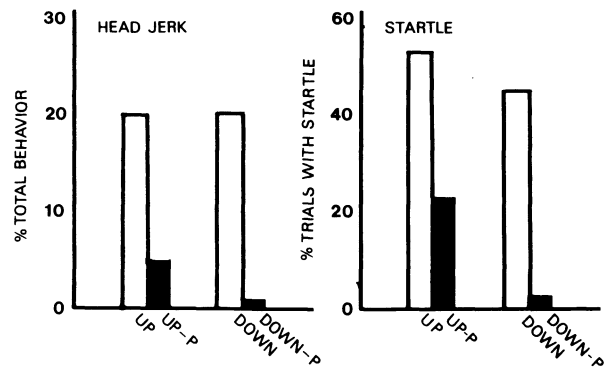 HEAD JERK
% TOTAL BEHAVIOR
30
20
10
0
UP
UP-P
DOWN
DOWN-P
STARTLE
% TRIALS WITH STARTLE
60
40
20
0
UP
UP-P
DOWN
DOWN-P